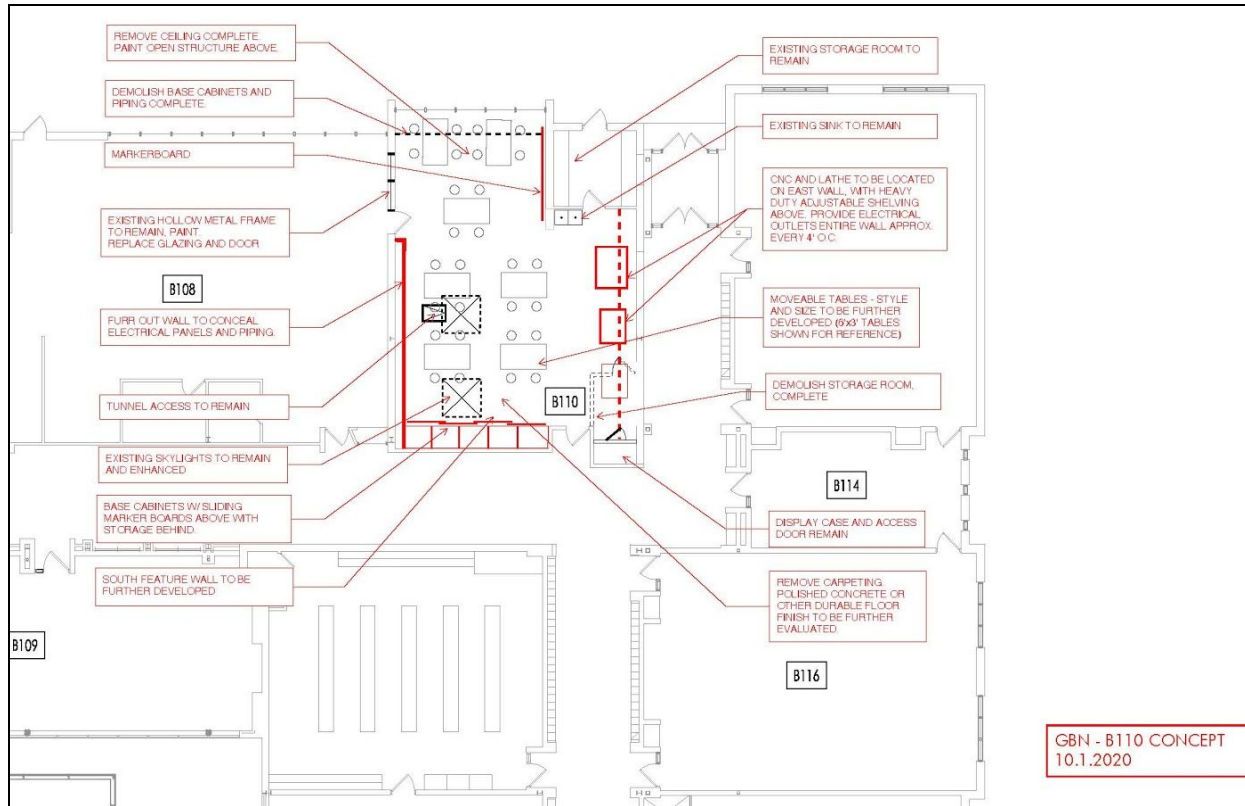 REMOVE CEILING COMPLETE.
PAINT OPEN STRUCTURE ABOVE.
DEMOLISH BASE CABINETS AND
PIPING COMPLETE.
MARKERBOARD
EXISTING HOLLOW METAL FRAME
TO REMAIN, PAINT.
REPLACE GLAZING AND DOOR
B108
FURR OUT WALL TO CONCEAL
ELECTRICAL PANELS AND PIPING.
TUNNEL ACCESS TO REMAIN
EXISTING SKYLIGHTS TO REMAIN
AND ENHANCED
BASE CABINETS W/ SLIDING
MARKER BOARDS ABOVE WITH
STORAGE BEHIND.
SOUTH FEATURE WALL TO BE
FURTHER DEVELOPED
B109
B110
EXISTING STORAGE ROOM TO
REMAIN
EXISTING SINK TO REMAIN
CNC AND LATHE TO BE LOCATED
ON EAST WALL, WITH HEAVY
DUTY ADJUSTABLE SHELVING
ABOVE. PROVIDE ELECTRICAL
OUTLETS ENTIRE WALL APPROX.
EVERY 4' O.C.
MOVEABLE TABLES - STYLE
AND SIZE TO BE FURTHER
DEVELOPED (6'x3' TABLES
SHOWN FOR REFERENCE)
DEMOLISH STORAGE ROOM,
COMPLETE
B114
DISPLAY CASE AND ACCESS
DOOR REMAIN
REMOVE CARPETING.
POLISHED CONCRETE OR
OTHER DURABLE FLOOR
FINISH TO BE FURTHER
EVALUATED.
B116
GBN - B110 CONCEPT
10.1.2020